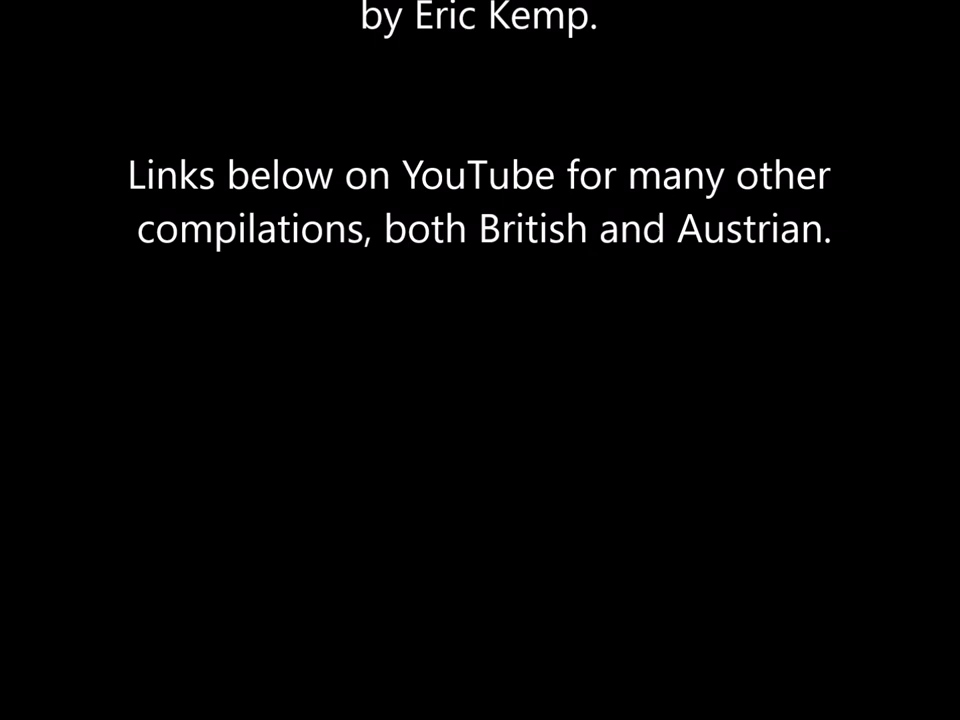 by Eric Kemp.
Links below on YouTube for many other
compilations, both British and Austrian.